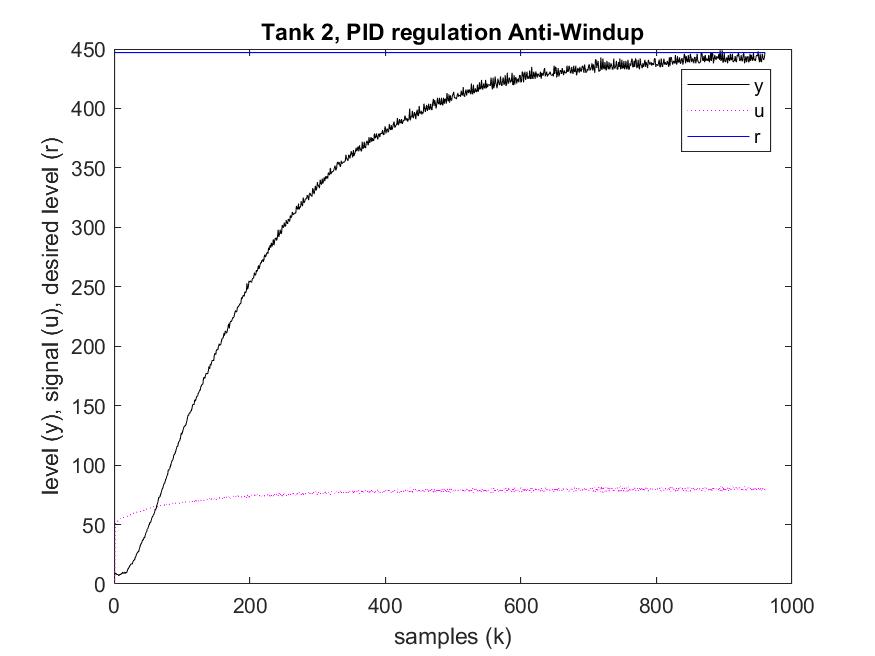 Tank 2, PID regulation Anti-Windup
level (y), signal (u), desired level (r)
450
400
350
300
250
200
150
100
50
0
y
u
r
0 200 400 600 800 1000
samples (k)